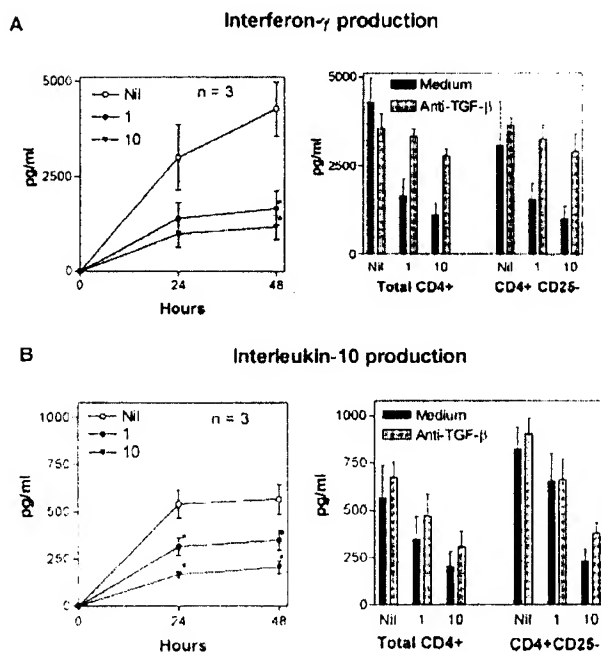 A
Interferon-γ production
5000
2500
0
pg/ml
Nil
1
10
n = 3
0 24 48
Hours
5000
2500
0
pg/ml
Medium
Anti-TGF-β
Nil 1 10 Nil 1 10
Total CD4+ CD4+ CD25-
B
Interleukin-10 production
1000
750
500
250
0
pg/ml
Nil
1
10
n = 3
0 24 48
Hours
1000
750
500
250
0
pg/ml
Medium
Anti-TGF-β
Nil 1 10 Nil 1 10
Total CD4+ CD4+CD25-